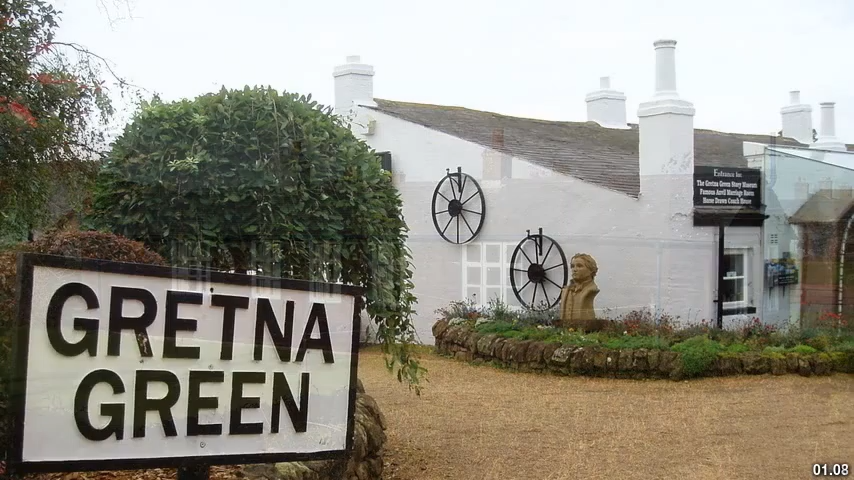 GRETNA
GREEN
Entrance for
The Gretna Green Story Museum
Famous Anvil Marriage Room
Horse Drawn Coach House
01.08